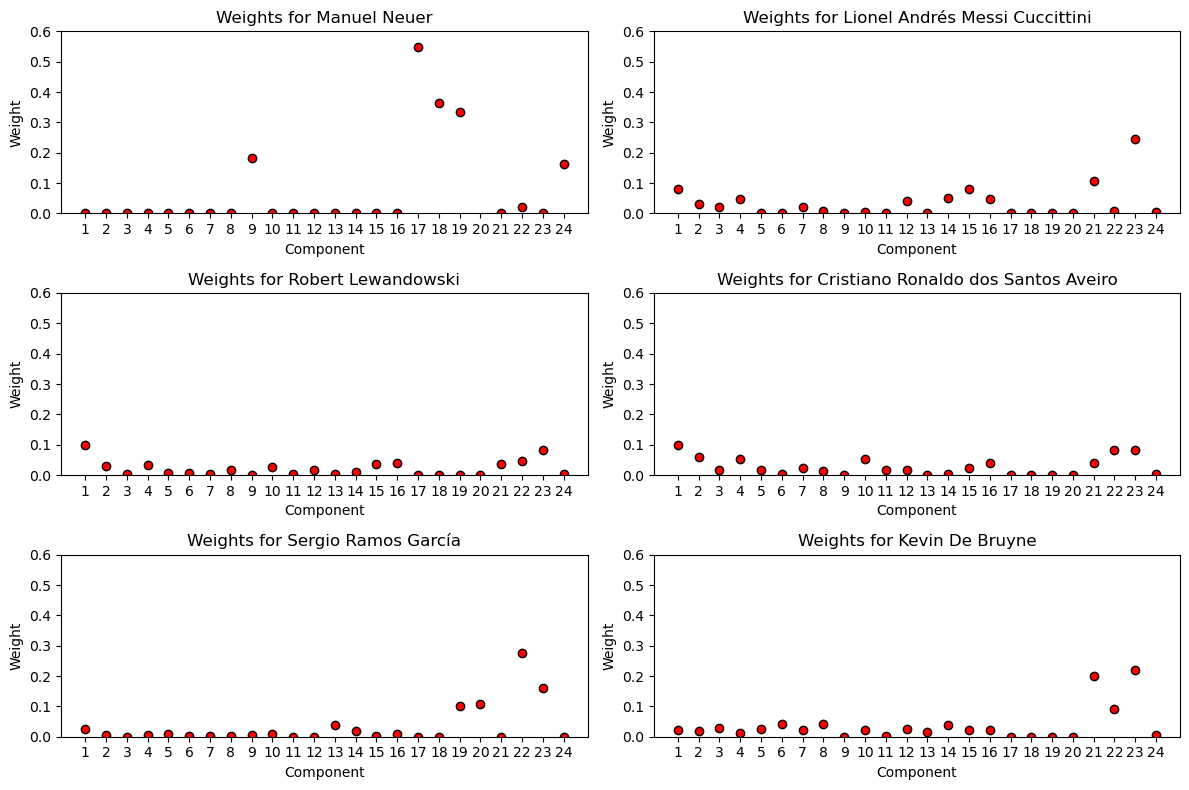 Weights for Manuel Neuer
Weight
0.6
0.5
0.4
0.3
0.2
0.1
0.0
1 2 3 4 5 6 7 8 9 10 11 12 13 14 15 16 17 18 19 20 21 22 23 24
Component
Weights for Lionel Andrés Messi Cuccittini
Weight
0.6
0.5
0.4
0.3
0.2
0.1
0.0
1 2 3 4 5 6 7 8 9 10 11 12 13 14 15 16 17 18 19 20 21 22 23 24
Component
Weights for Robert Lewandowski
Weight
0.6
0.5
0.4
0.3
0.2
0.1
0.0
1 2 3 4 5 6 7 8 9 10 11 12 13 14 15 16 17 18 19 20 21 22 23 24
Component
Weights for Cristiano Ronaldo dos Santos Aveiro
Weight
0.6
0.5
0.4
0.3
0.2
0.1
0.0
1 2 3 4 5 6 7 8 9 10 11 12 13 14 15 16 17 18 19 20 21 22 23 24
Component
Weights for Sergio Ramos García
Weight
0.6
0.5
0.4
0.3
0.2
0.1
0.0
1 2 3 4 5 6 7 8 9 10 11 12 13 14 15 16 17 18 19 20 21 22 23 24
Component
Weights for Kevin De Bruyne
Weight
0.6
0.5
0.4
0.3
0.2
0.1
0.0
1 2 3 4 5 6 7 8 9 10 11 12 13 14 15 16 17 18 19 20 21 22 23 24
Component